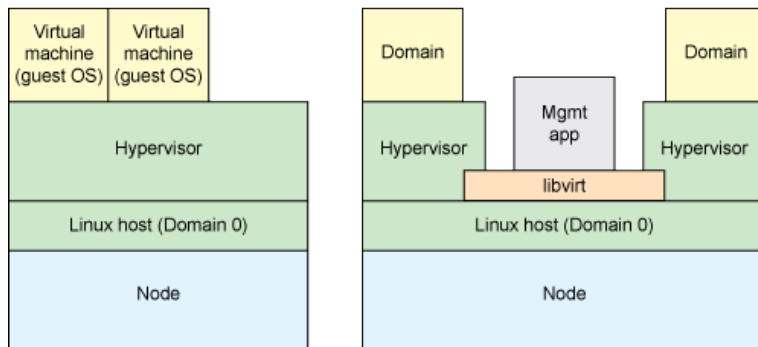 Virtual
machine
(guest OS)
Virtual
machine
(guest OS)
Hypervisor
Linux host (Domain 0)
Node
Domain
Domain
Mgmt
app
Hypervisor
Hypervisor
libvirt
Linux host (Domain 0)
Node